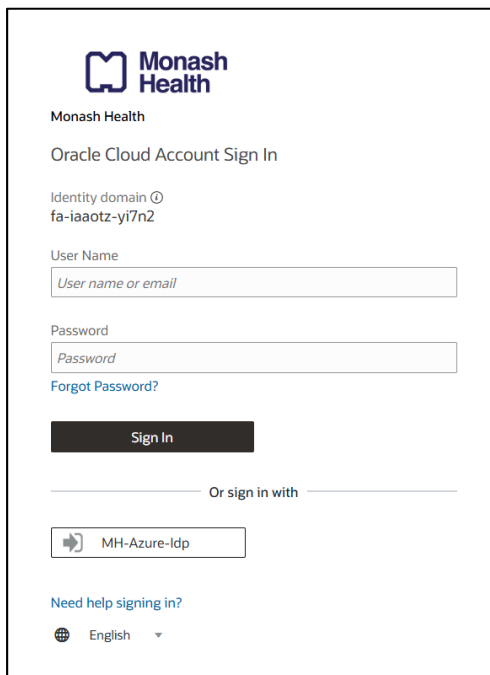 Monash
Health
Monash Health
Oracle Cloud Account Sign In
Identity domain
fa-iaaotz-yi7n2
User Name
User name or email
Password
Password
Forgot Password?
Sign In
Or sign in with
MH-Azure-Idp
Need help signing in?
English